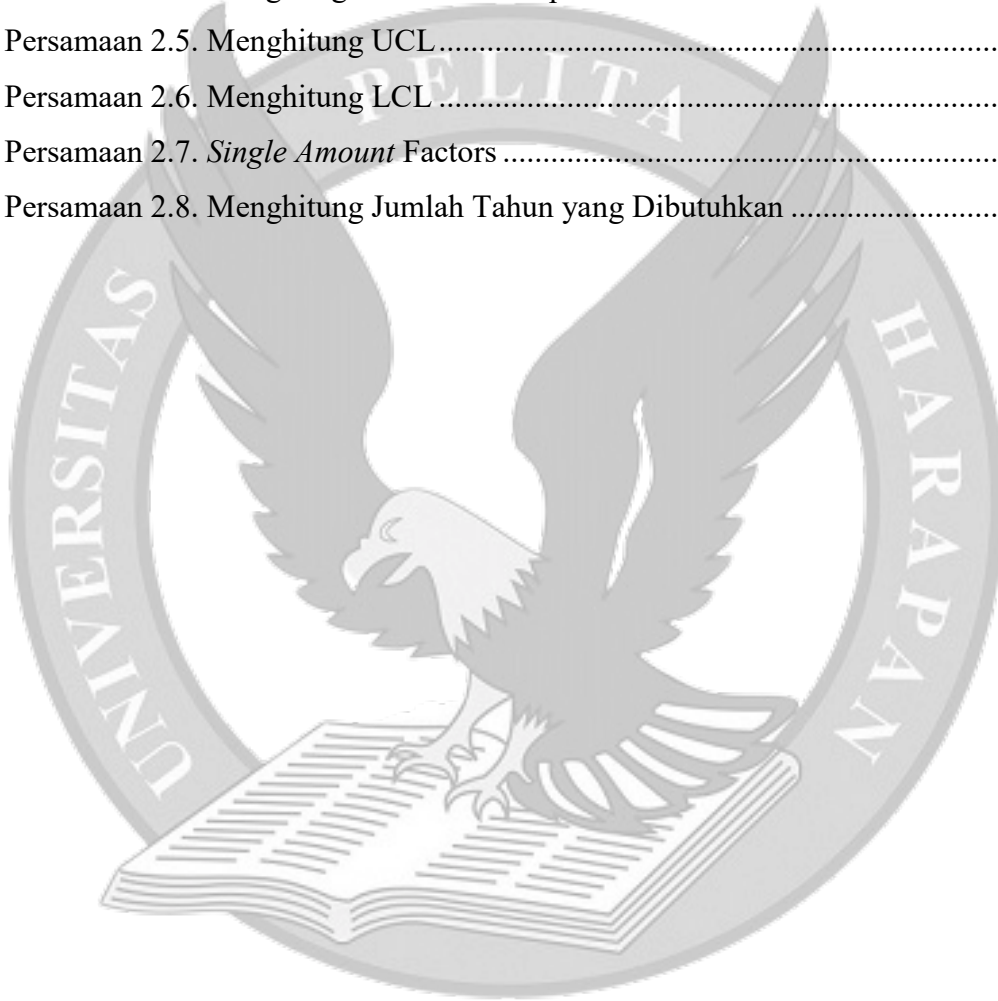 Persamaan 2.5. Menghitung UCL................................................................
Persamaan 2.6. Menghitung LCL ................................................................
Persamaan 2.7. Single Amount Factors ........................................................
Persamaan 2.8. Menghitung Jumlah Tahun yang Dibutuhkan ..........................
UNIVERSITAS PELITA HARAPAN